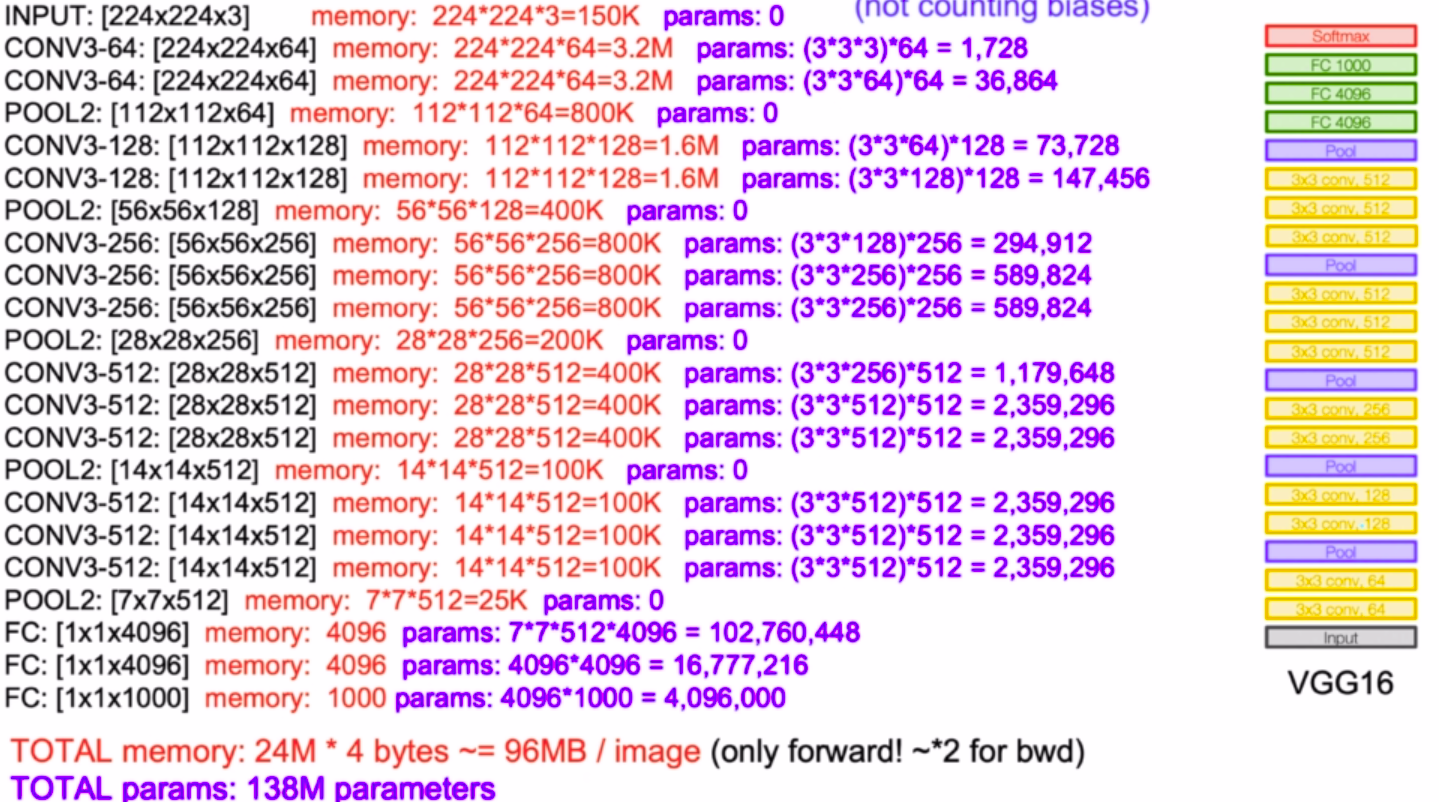 (not counting biases)
INPUT: [224x224x3] memory: 224*224*3=150K params: 0
CONV3-64: [224x224x64] memory: 224*224*64=3.2M params: (3*3*3)*64 = 1,728
CONV3-64: [224x224x64] memory: 224*224*64=3.2M params: (3*3*64)*64 = 36,864
POOL2: [112x112x64] memory: 112*112*64=800K params: 0
CONV3-128: [112x112x128] memory: 112*112*128=1.6M params: (3*3*64)*128 = 73,728
CONV3-128: [112x112x128] memory: 112*112*128=1.6M params: (3*3*128)*128 = 147,456
POOL2: [56x56x128] memory: 56*56*128=400K params: 0
CONV3-256: [56x56x256] memory: 56*56*256=800K params: (3*3*128)*256 = 294,912
CONV3-256: [56x56x256] memory: 56*56*256=800K params: (3*3*256)*256 = 589,824
CONV3-256: [56x56x256] memory: 56*56*256=800K params: (3*3*256)*256 = 589,824
POOL2: [28x28x256] memory: 28*28*256=200K params: 0
CONV3-512: [28x28x512] memory: 28*28*512=400K params: (3*3*256)*512 = 1,179,648
CONV3-512: [28x28x512] memory: 28*28*512=400K params: (3*3*512)*512 = 2,359,296
CONV3-512: [28x28x512] memory: 28*28*512=400K params: (3*3*512)*512 = 2,359,296
POOL2: [14x14x512] memory: 14*14*512=100K params: 0
CONV3-512: [14x14x512] memory: 14*14*512=100K params: (3*3*512)*512 = 2,359,296
CONV3-512: [14x14x512] memory: 14*14*512=100K params: (3*3*512)*512 = 2,359,296
CONV3-512: [14x14x512] memory: 14*14*512=100K params: (3*3*512)*512 = 2,359,296
POOL2: [7x7x512] memory: 7*7*512=25K params: 0
FC: [1x1x4096] memory: 4096 params: 7*7*512*4096 = 102,760,448
FC: [1x1x4096] memory: 4096 params: 4096*4096 = 16,777,216
FC: [1x1x1000] memory: 1000 params: 4096*1000 = 4,096,000
TOTAL memory: 24M * 4 bytes ~= 96MB / image (only forward! ~*2 for bwd)
TOTAL params: 138M parameters
Softmax
FC 1000
FC 4096
FC 4096
Pool
3x3 conv, 512
3x3 conv, 512
3x3 conv, 512
Pool
3x3 conv, 512
3x3 conv, 512
3x3 conv, 512
Pool
3x3 conv, 256
3x3 conv, 256
Pool
3x3 conv, 128
3x3 conv, 128
Pool
3x3 conv, 64
3x3 conv, 64
Input
VGG16